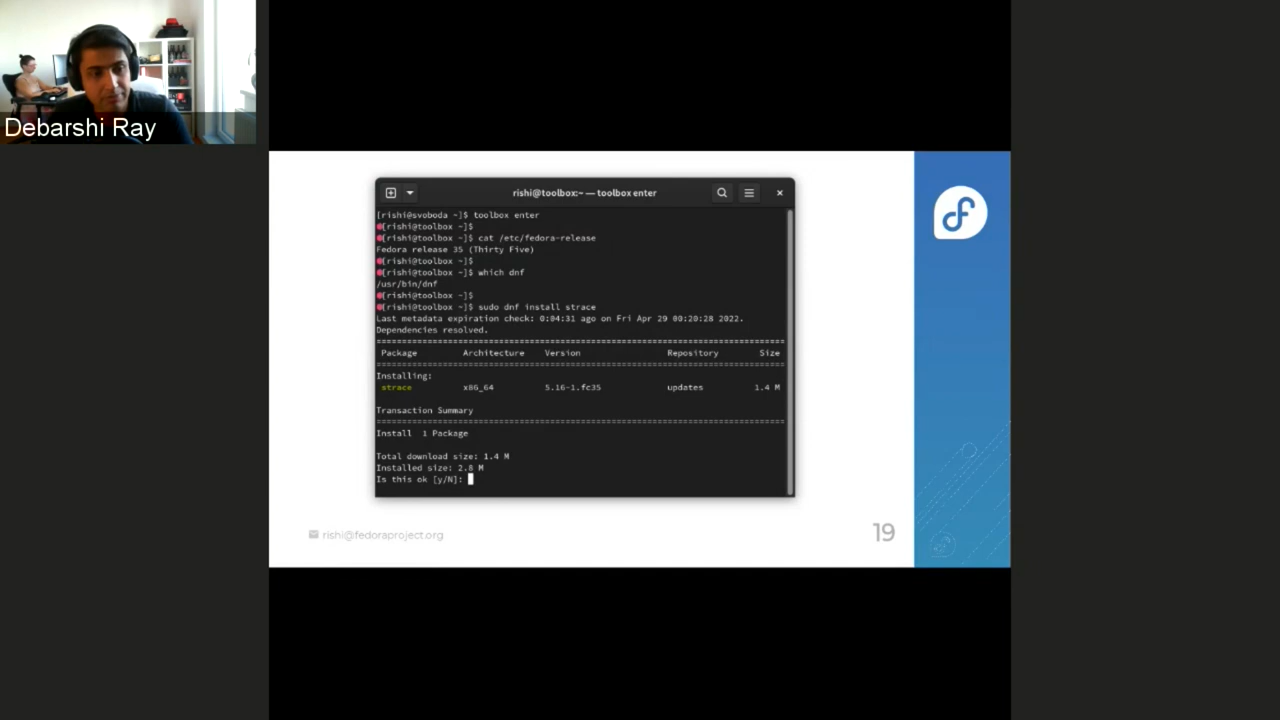 Debarshi Ray
rishi@toolbox:~ — toolbox enter
[rishi@svoboda ~]$ toolbox enter
[rishi@toolbox ~]$
[rishi@toolbox ~]$ cat /etc/fedora-release
Fedora release 35 (Thirty Five)
[rishi@toolbox ~]$
[rishi@toolbox ~]$ which dnf
/usr/bin/dnf
[rishi@toolbox ~]$
[rishi@toolbox ~]$ sudo dnf install strace
Last metadata expiration check: 0:04:31 ago on Fri Apr 29 00:20:28 2022.
Dependencies resolved.
================================================================================
Package Architecture Version Repository Size
================================================================================
Installing:
strace x86_64 5.16-1.fc35 updates 1.4 M
Transaction Summary
================================================================================
Install 1 Package
Total download size: 1.4 M
Installed size: 2.8 M
Is this ok [y/N]:
rishi@fedoraproject.org
19